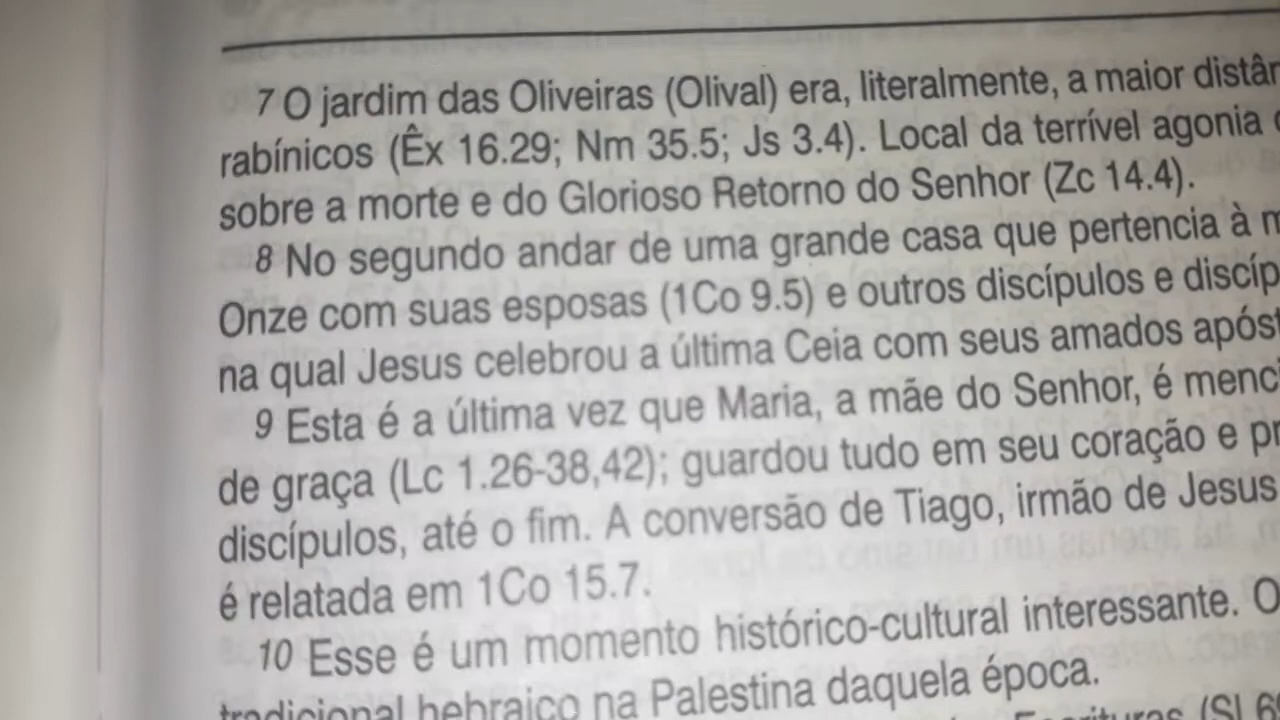 7 O jardim das Oliveiras (Olival) era, literalmente, a maior
rabínicos (Êx 16.29; Nm 35.5; Js 3.4). Local da terrível agonia
sobre a morte e do Glorioso Retorno do Senhor (Zc 14.4).
8 No segundo andar de uma grande casa que pertencia à
Onze com suas esposas (1Co 9.5) e outros discípulos e
na qual Jesus celebrou a última Ceia com seus amados
9 Esta é a última vez que Maria, a mãe do Senhor, é
de graça (Lc 1.26-38,42); guardou tudo em seu coração e
discípulos, até o fim. A conversão de Tiago, irmão de Jesus
é relatada em 1Co 15.7.
10 Esse é um momento histórico-cultural interessante. O
tradicional hebraico na Palestina daquela época.